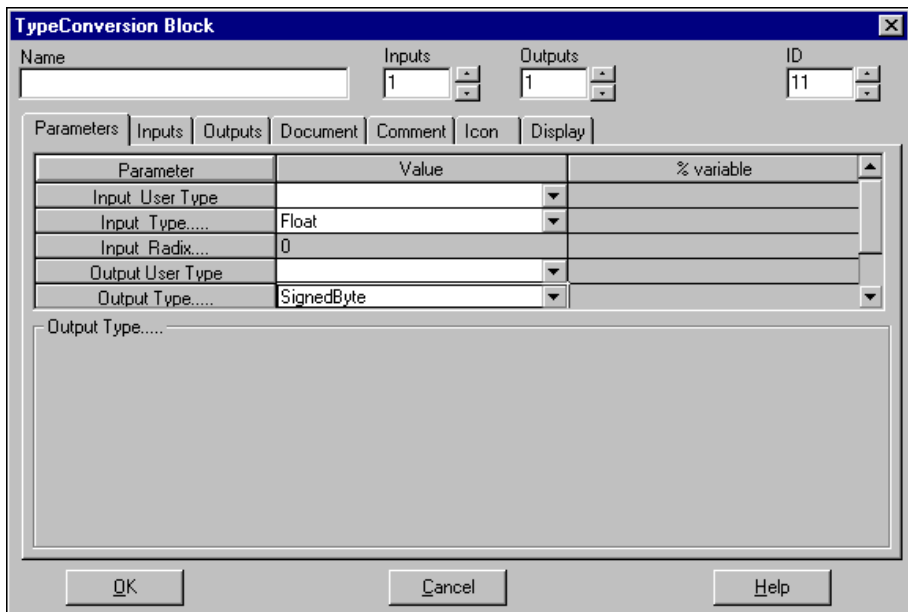 TypeConversion Block
Name Inputs Outputs ID
1 1 11
Parameters Inputs Outputs Document Comment Icon Display
Parameter Value % variable
Input User Type
Input Type..... Float
Input Radix.... 0
Output User Type
Output Type..... SignedByte
Output Type.....
OK Cancel Help